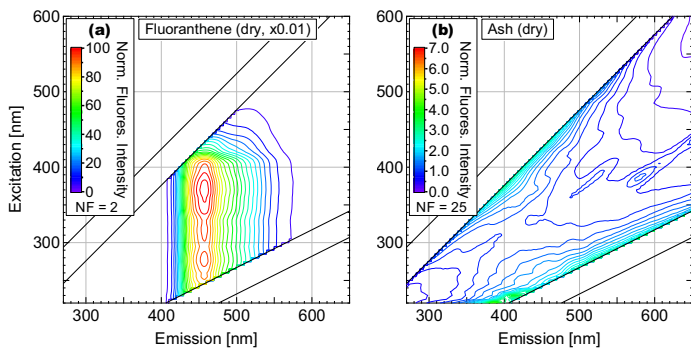 (a)
Fluoranthene (dry, x0.01)
100
80
60
40
20
0
Norm. Fluores. Intensity
NF = 2
600
500
400
300
Excitation [nm]
300
400
500
600
Emission [nm]
(b)
Ash (dry)
7.0
6.0
5.0
4.0
3.0
2.0
1.0
0.0
Norm. Fluores. Intensity
NF = 25
600
500
400
300
300
400
500
600
Emission [nm]